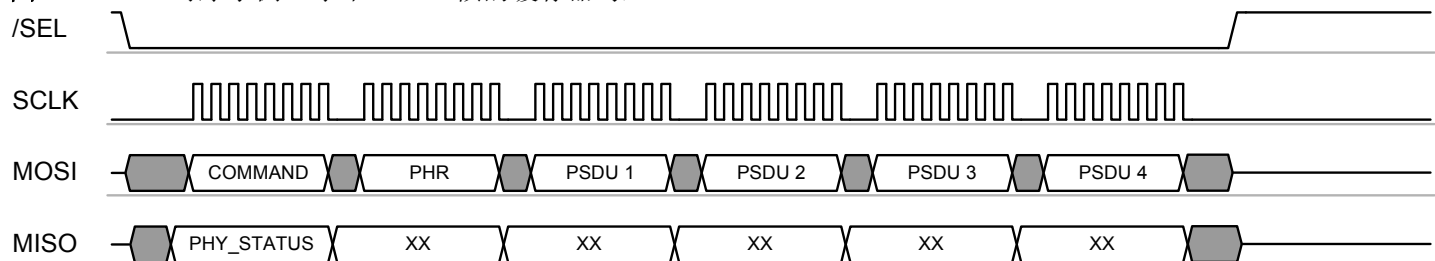 /SEL
SCLK
MOSI COMMAND PHR PSDU 1 PSDU 2 PSDU 3 PSDU 4
MISO PHY_STATUS XX XX XX XX XX